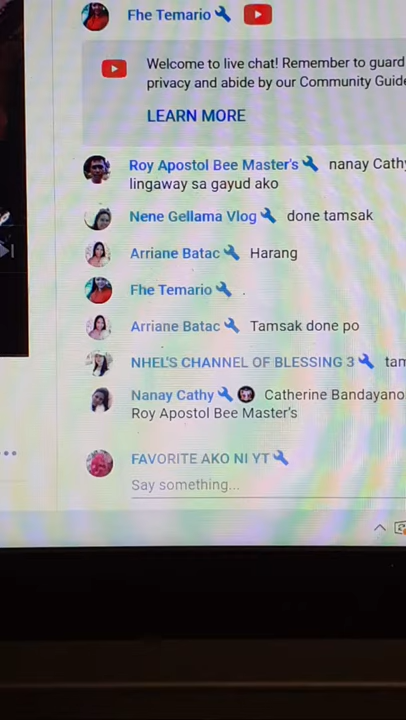 Fhe Temario
Welcome to live chat! Remember to guard
privacy and abide by our Community Guide
LEARN MORE
Roy Apostol Bee Master's nanay Cathy
lingaway sa gayud ako
Nene Gellama Vlog done tamsak
Arriane Batac Harang
Fhe Temario .
Arriane Batac Tamsak done po
NHEL'S CHANNEL OF BLESSING 3 tam
Nanay Cathy Catherine Bandayano
Roy Apostol Bee Master's
FAVORITE AKO NI YT
Say something...